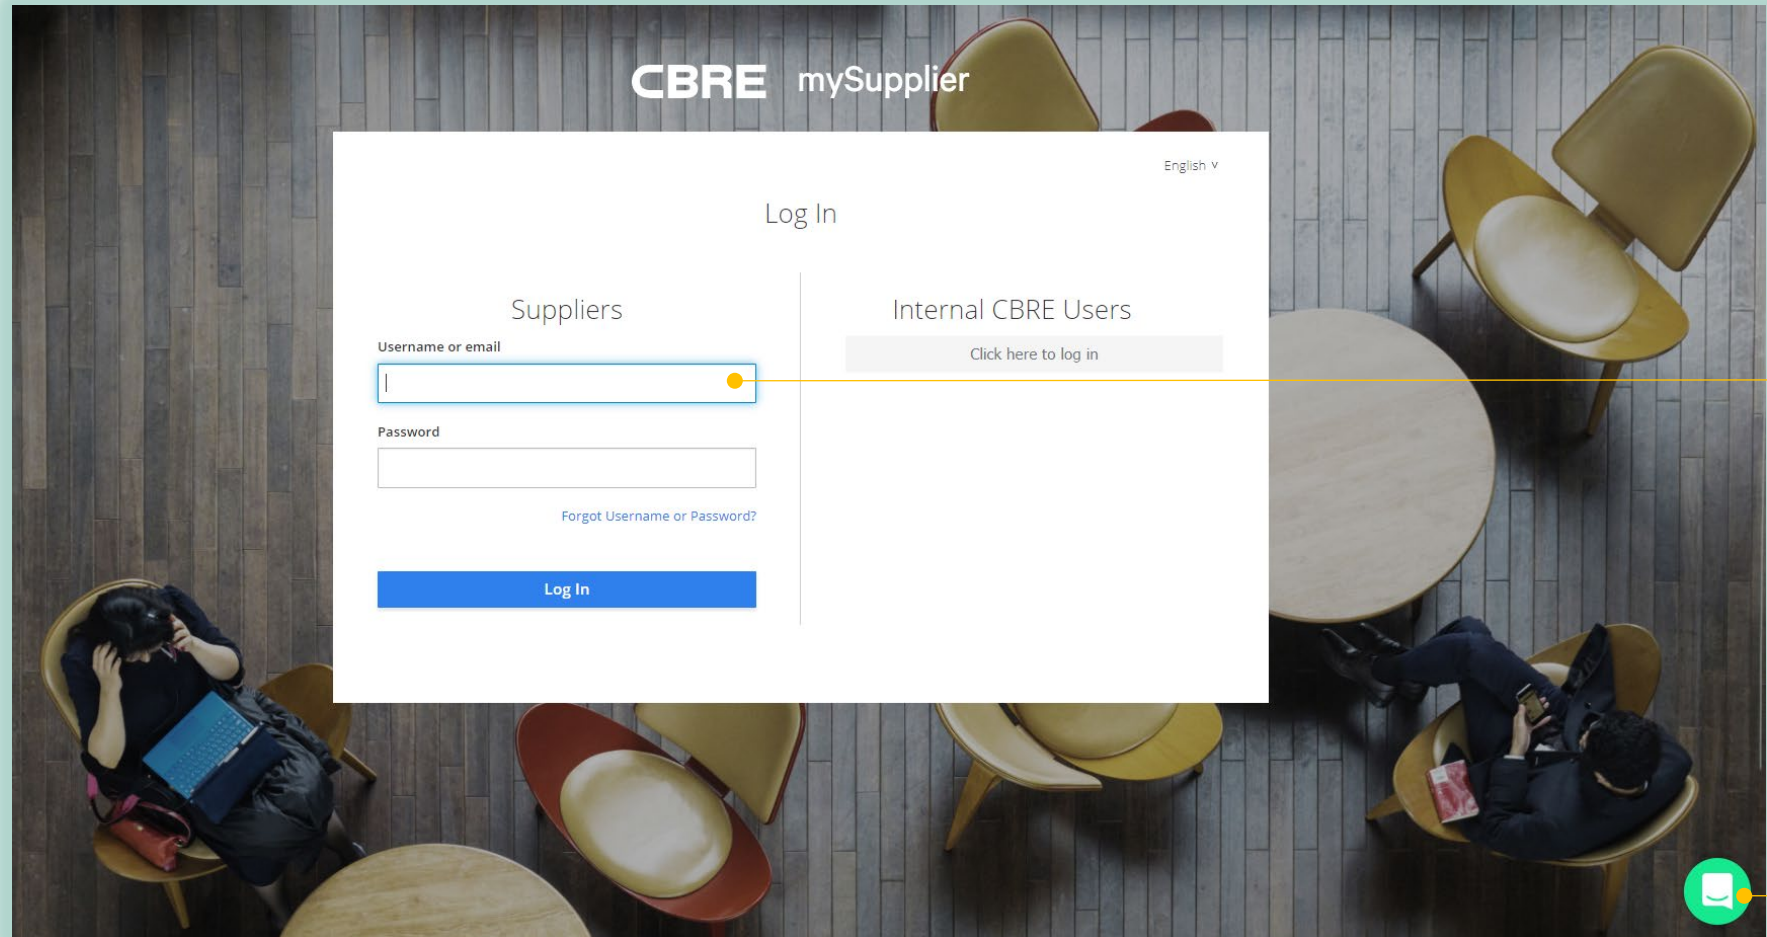 CBRE mySupplier
English v
Log In
Suppliers
Internal CBRE Users
Username or email
Click here to log in
Password
Forgot Username or Password?
Log In